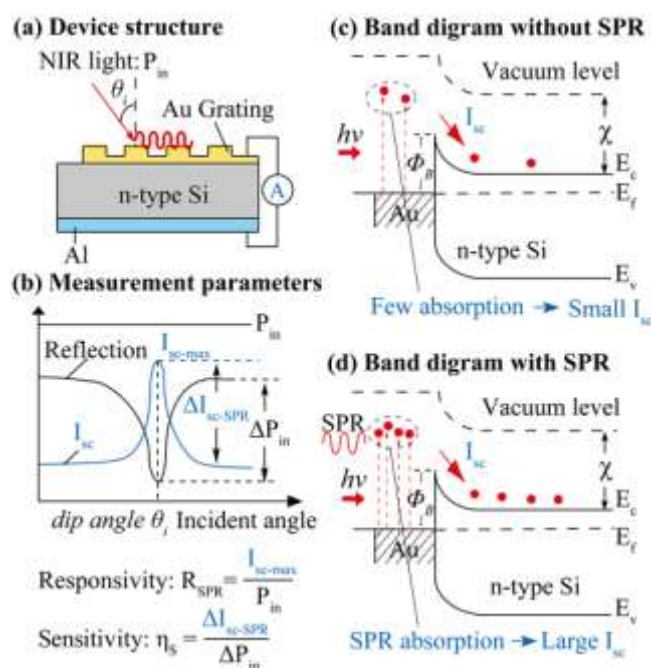 (a) Device structure
NIR light: P_in
θ_i
Au Grating
n-type Si
A
Al
(b) Measurement parameters
P_in
Reflection
I_sc-max
ΔI_sc-SPR
ΔP_in
I_sc
dip angle θ_i Incident angle
Responsivity: R_SPR = I_sc-max / P_in
Sensitivity: η_S = ΔI_sc-SPR / ΔP_in
(c) Band digram without SPR
Vacuum level
I_sc
χ
hν
Φ_B
E_c
E_f
Au
n-type Si
E_v
Few absorption → Small I_sc
(d) Band digram with SPR
Vacuum level
SPR
I_sc
χ
hν
Φ_B
E_c
E_f
Au
n-type Si
E_v
SPR absorption → Large I_sc